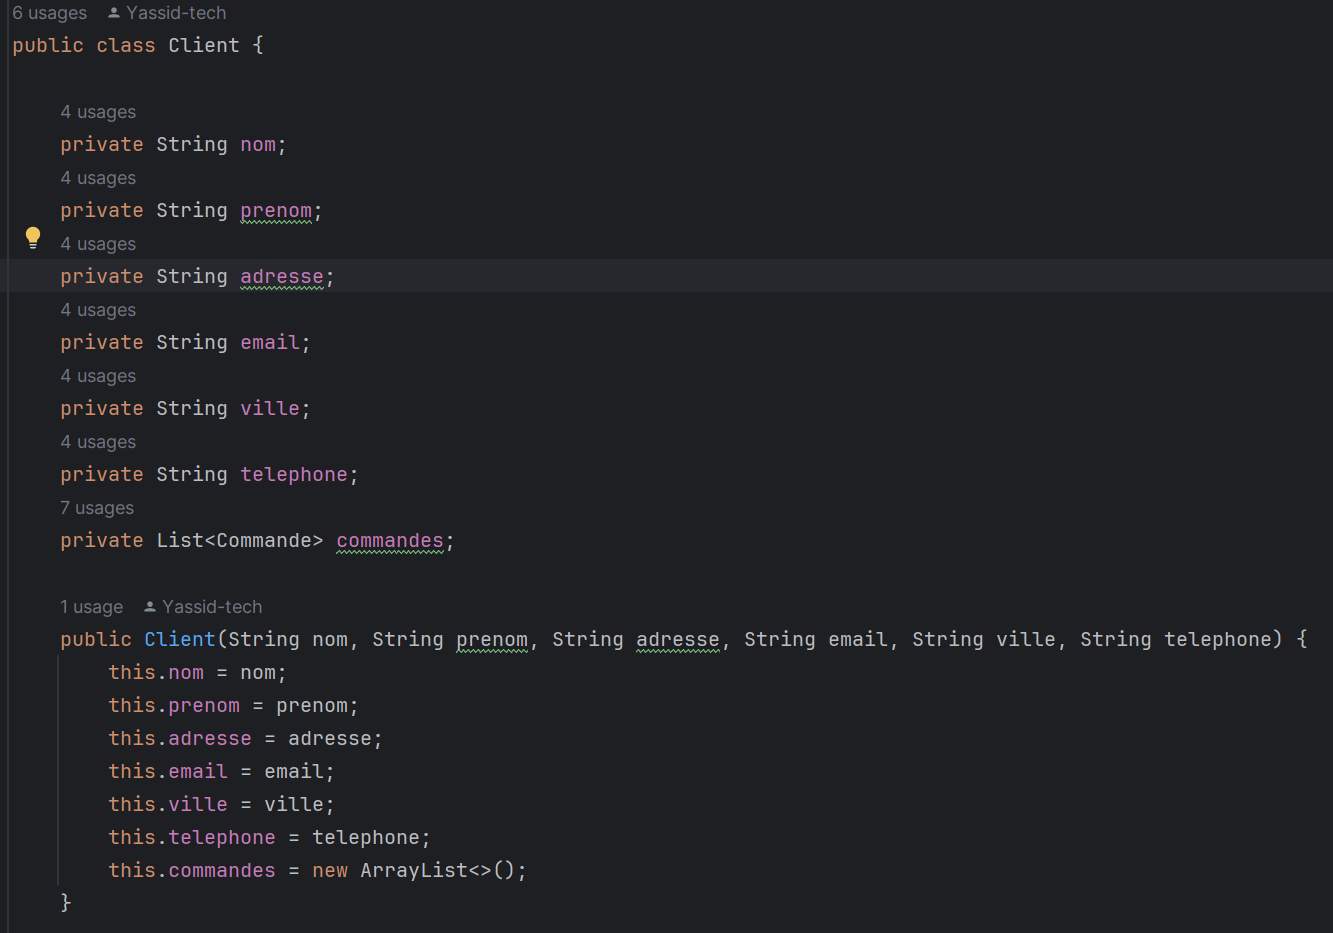 6 usages Yassid-tech
public class Client {
4 usages
private String nom;
4 usages
private String prenom;
4 usages
private String adresse;
4 usages
private String email;
4 usages
private String ville;
4 usages
private String telephone;
7 usages
private List<Commande> commandes;
1 usage Yassid-tech
public Client(String nom, String prenom, String adresse, String email, String ville, String telephone) {
this.nom = nom;
this.prenom = prenom;
this.adresse = adresse;
this.email = email;
this.ville = ville;
this.telephone = telephone;
this.commandes = new ArrayList<>();
}